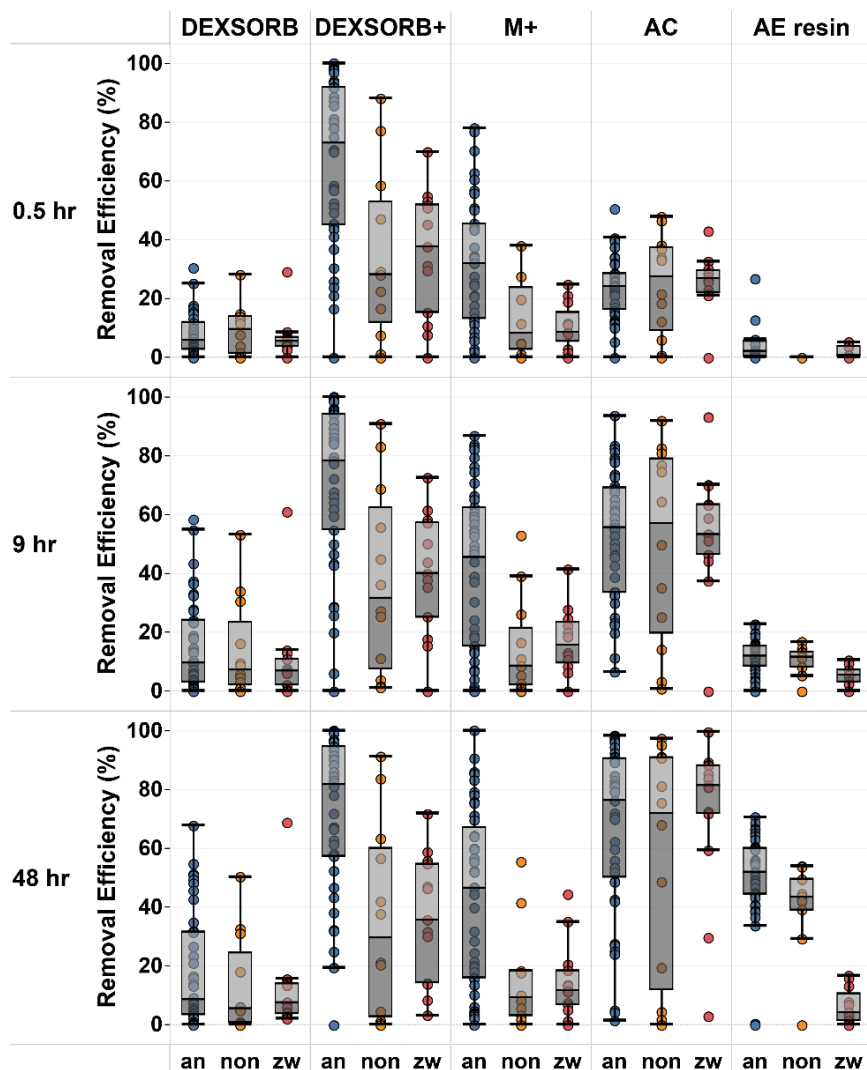 DEXSORB DEXSORB+ M+ AC AE resin
0.5 hr
Removal Efficiency (%)
100
80
60
40
20
0
9 hr
Removal Efficiency (%)
100
80
60
40
20
0
48 hr
Removal Efficiency (%)
100
80
60
40
20
0
an non zw an non zw an non zw an non zw an non zw